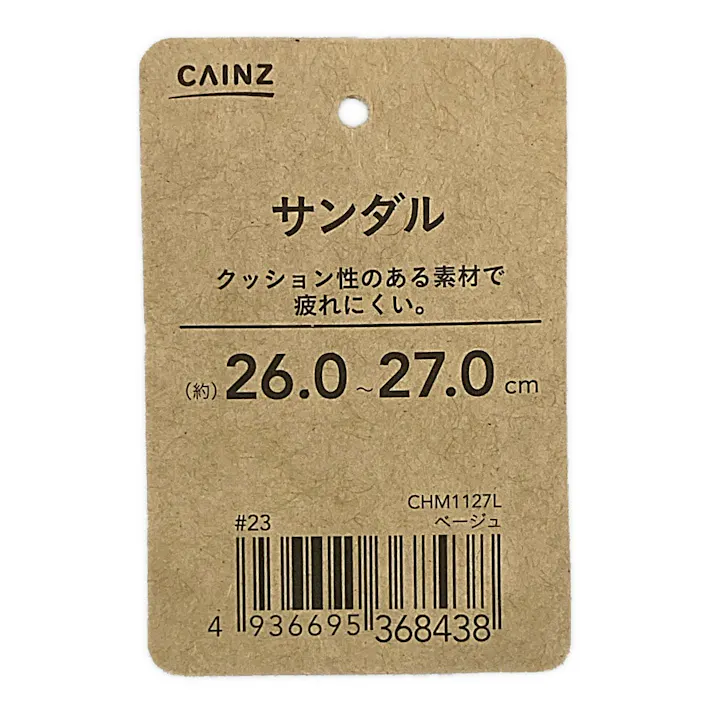 CAINZ
サンダル
クッション性のある素材で
疲れにくい。
(約) 26.0~27.0 cm
CHM1127L
#23 ベージュ
4 936695 368438